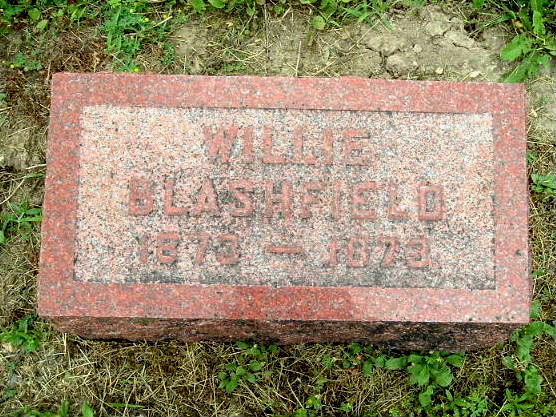 WILLIE
BLASHFIELD
1873 — 1873